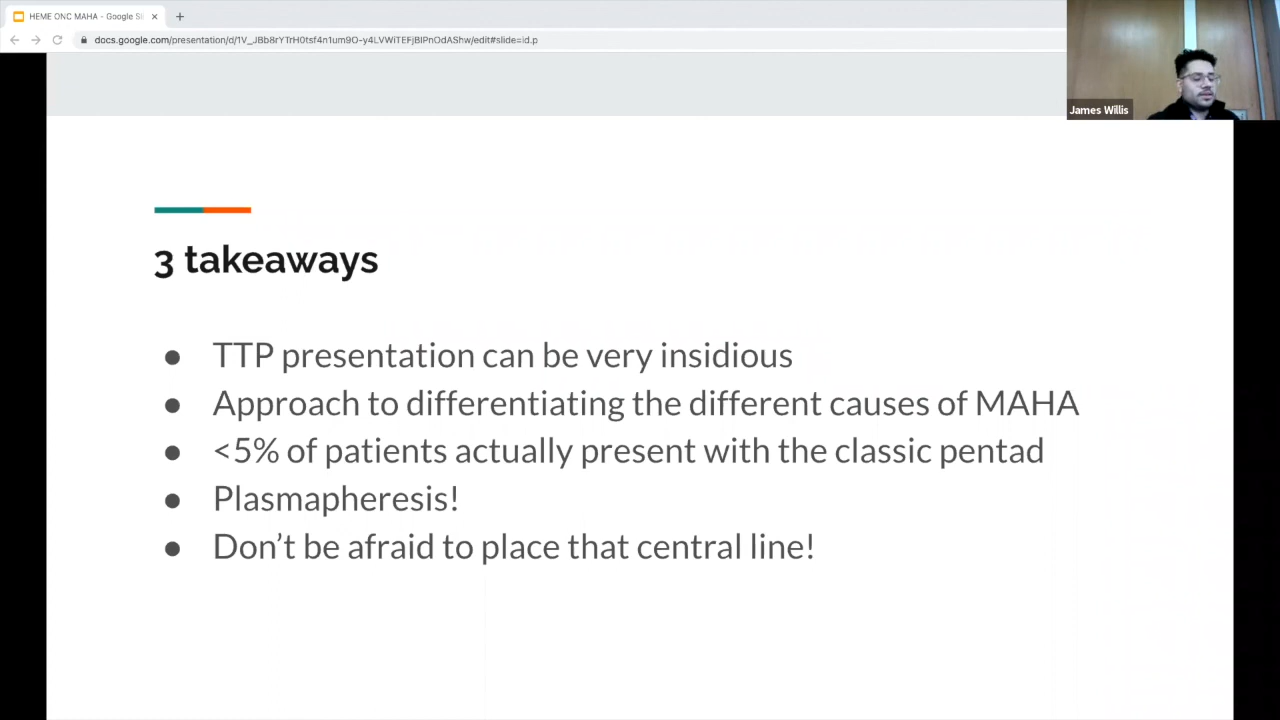 HEME ONC MAHA - Google Sli
docs.google.com/presentation/d/1V_JBb8rYTrH0tsf4n1um9O-y4LVWiTEFjBIPnOdAShw/edit#slide=id.p
James Willis
3 takeaways
● TTP presentation can be very insidious
● Approach to differentiating the different causes of MAHA
● <5% of patients actually present with the classic pentad
● Plasmapheresis!
● Don’t be afraid to place that central line!